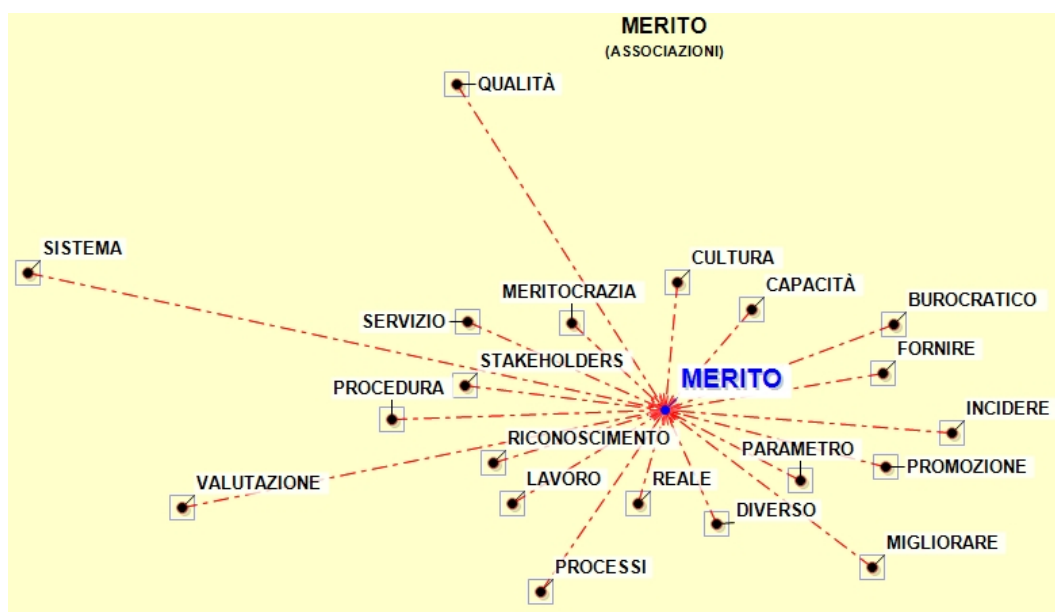 MERITO
(ASSOCIAZIONI)
QUALITÀ
SISTEMA
CULTURA
CAPACITÀ
MERITOCRAZIA
BUROCRATICO
SERVIZIO
FORNIRE
STAKEHOLDERS
MERITO
PROCEDURA
INCIDERE
RICONOSCIMENTO
PARAMETRO
PROMOZIONE
VALUTAZIONE
LAVORO
REALE
DIVERSO
MIGLIORARE
PROCESSI